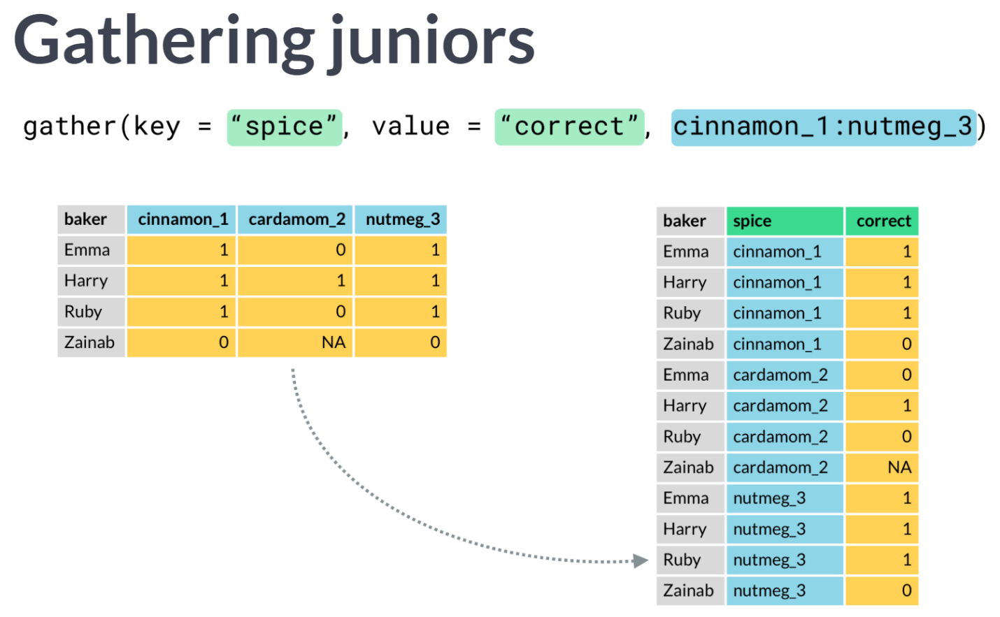 Gathering juniors
gather(key = “spice”, value = “correct”, cinnamon_1:nutmeg_3)
baker cinnamon_1 cardamom_2 nutmeg_3
Emma 1 0 1
Harry 1 1 1
Ruby 1 0 1
Zainab 0 NA 0
baker spice correct
Emma cinnamon_1 1
Harry cinnamon_1 1
Ruby cinnamon_1 1
Zainab cinnamon_1 0
Emma cardamom_2 0
Harry cardamom_2 1
Ruby cardamom_2 0
Zainab cardamom_2 NA
Emma nutmeg_3 1
Harry nutmeg_3 1
Ruby nutmeg_3 1
Zainab nutmeg_3 0